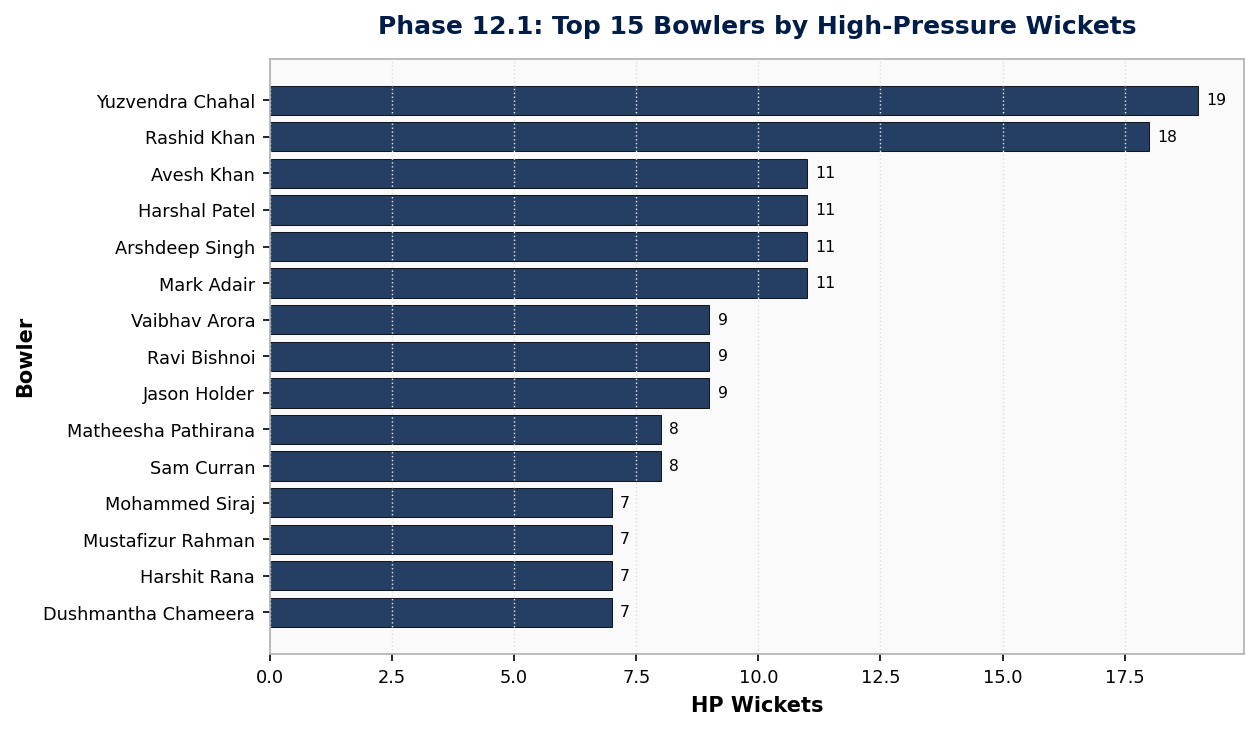 Phase 12.1: Top 15 Bowlers by High-Pressure Wickets
Bowler
Yuzvendra Chahal 19
Rashid Khan 18
Avesh Khan 11
Harshal Patel 11
Arshdeep Singh 11
Mark Adair 11
Vaibhav Arora 9
Ravi Bishnoi 9
Jason Holder 9
Matheesha Pathirana 8
Sam Curran 8
Mohammed Siraj 7
Mustafizur Rahman 7
Harshit Rana 7
Dushmantha Chameera 7
0.0 2.5 5.0 7.5 10.0 12.5 15.0 17.5
HP Wickets